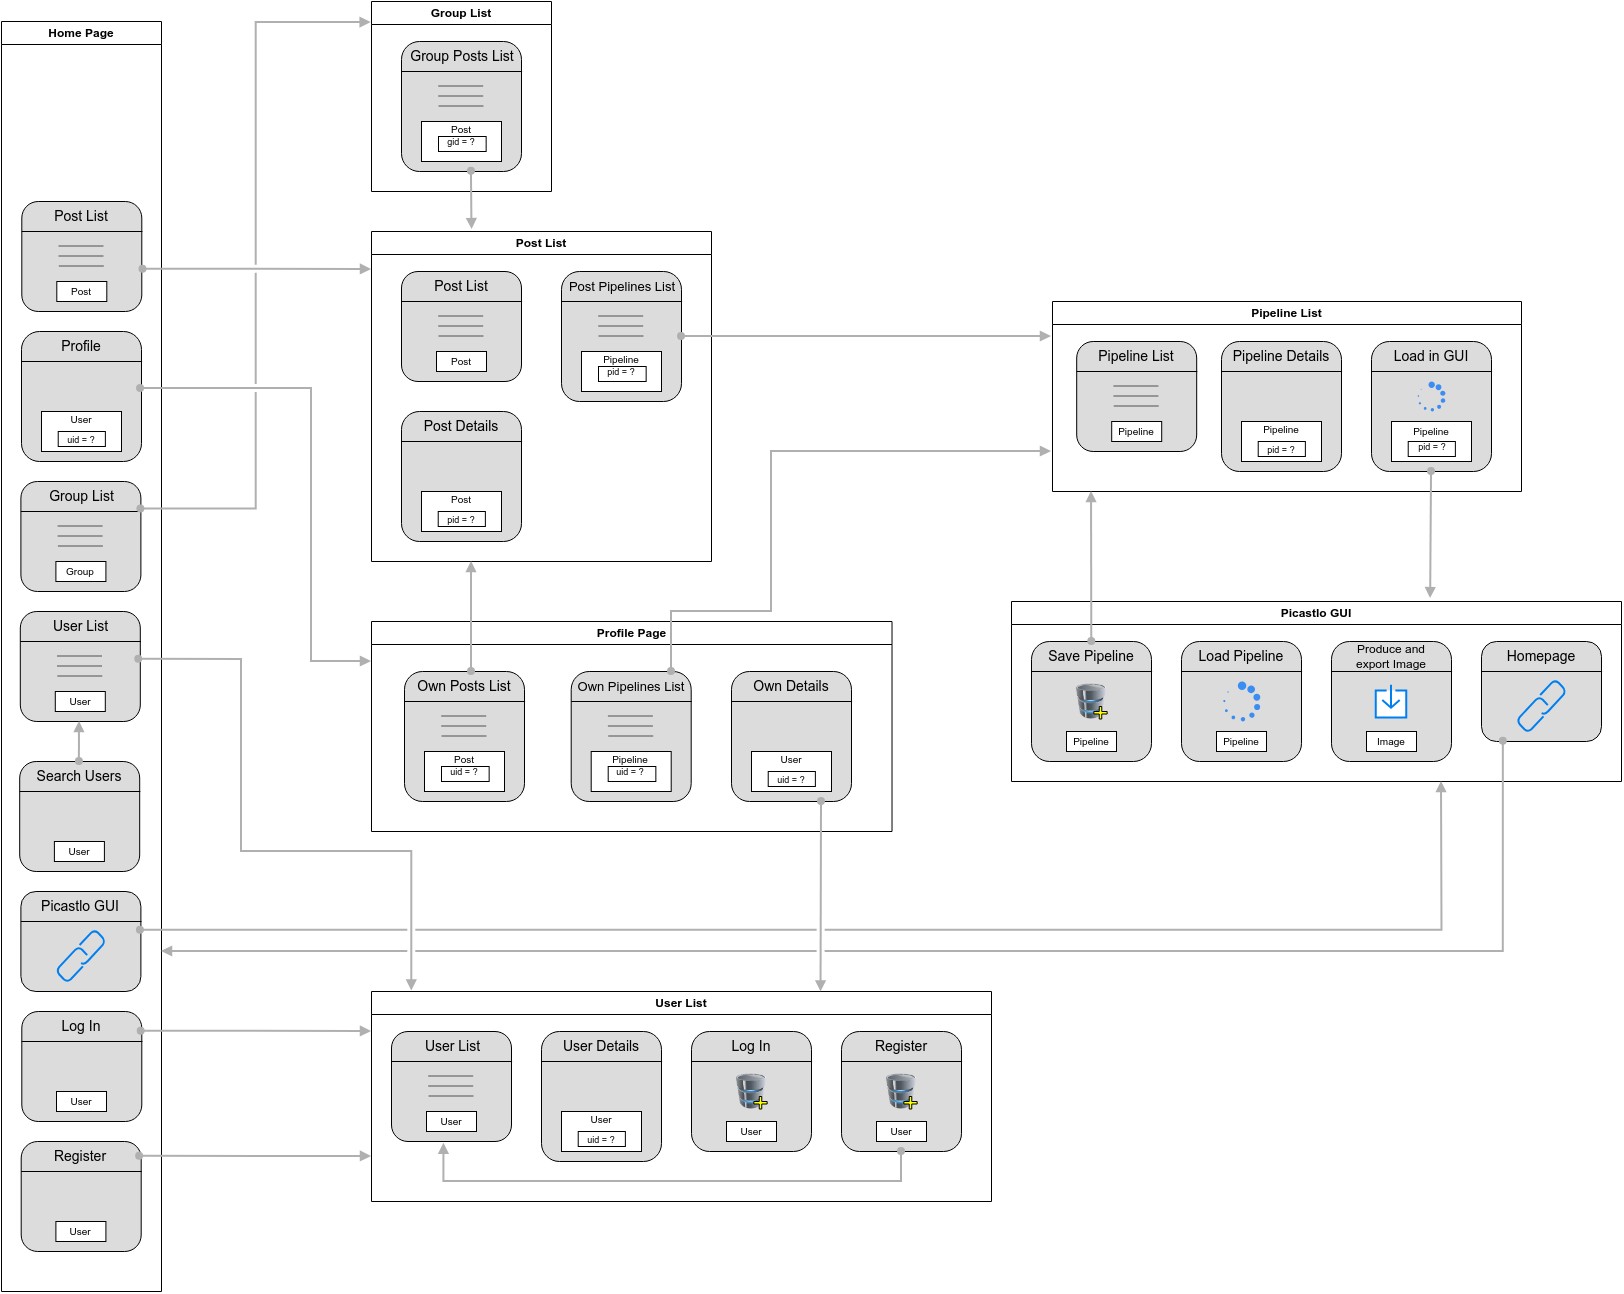 Home Page
Post List
Post
Profile
User
uid = ?
Group List
Group
User List
User
Search Users
User
Picastlo GUI
Log In
User
Register
User
Group List
Group Posts List
Post
gid = ?
Post List
Post List
Post
Post Pipelines List
Pipeline
pid = ?
Post Details
Post
pid = ?
Profile Page
Own Posts List
Post
uid = ?
Own Pipelines List
Pipeline
uid = ?
Own Details
User
uid = ?
User List
User List
User
User Details
User
uid = ?
Log In
User
Register
User
Pipeline List
Pipeline List
Pipeline
Pipeline Details
Pipeline
pid = ?
Load in GUI
Pipeline
pid = ?
Picastlo GUI
Save Pipeline
Pipeline
Load Pipeline
Pipeline
Produce and
export Image
Image
Homepage